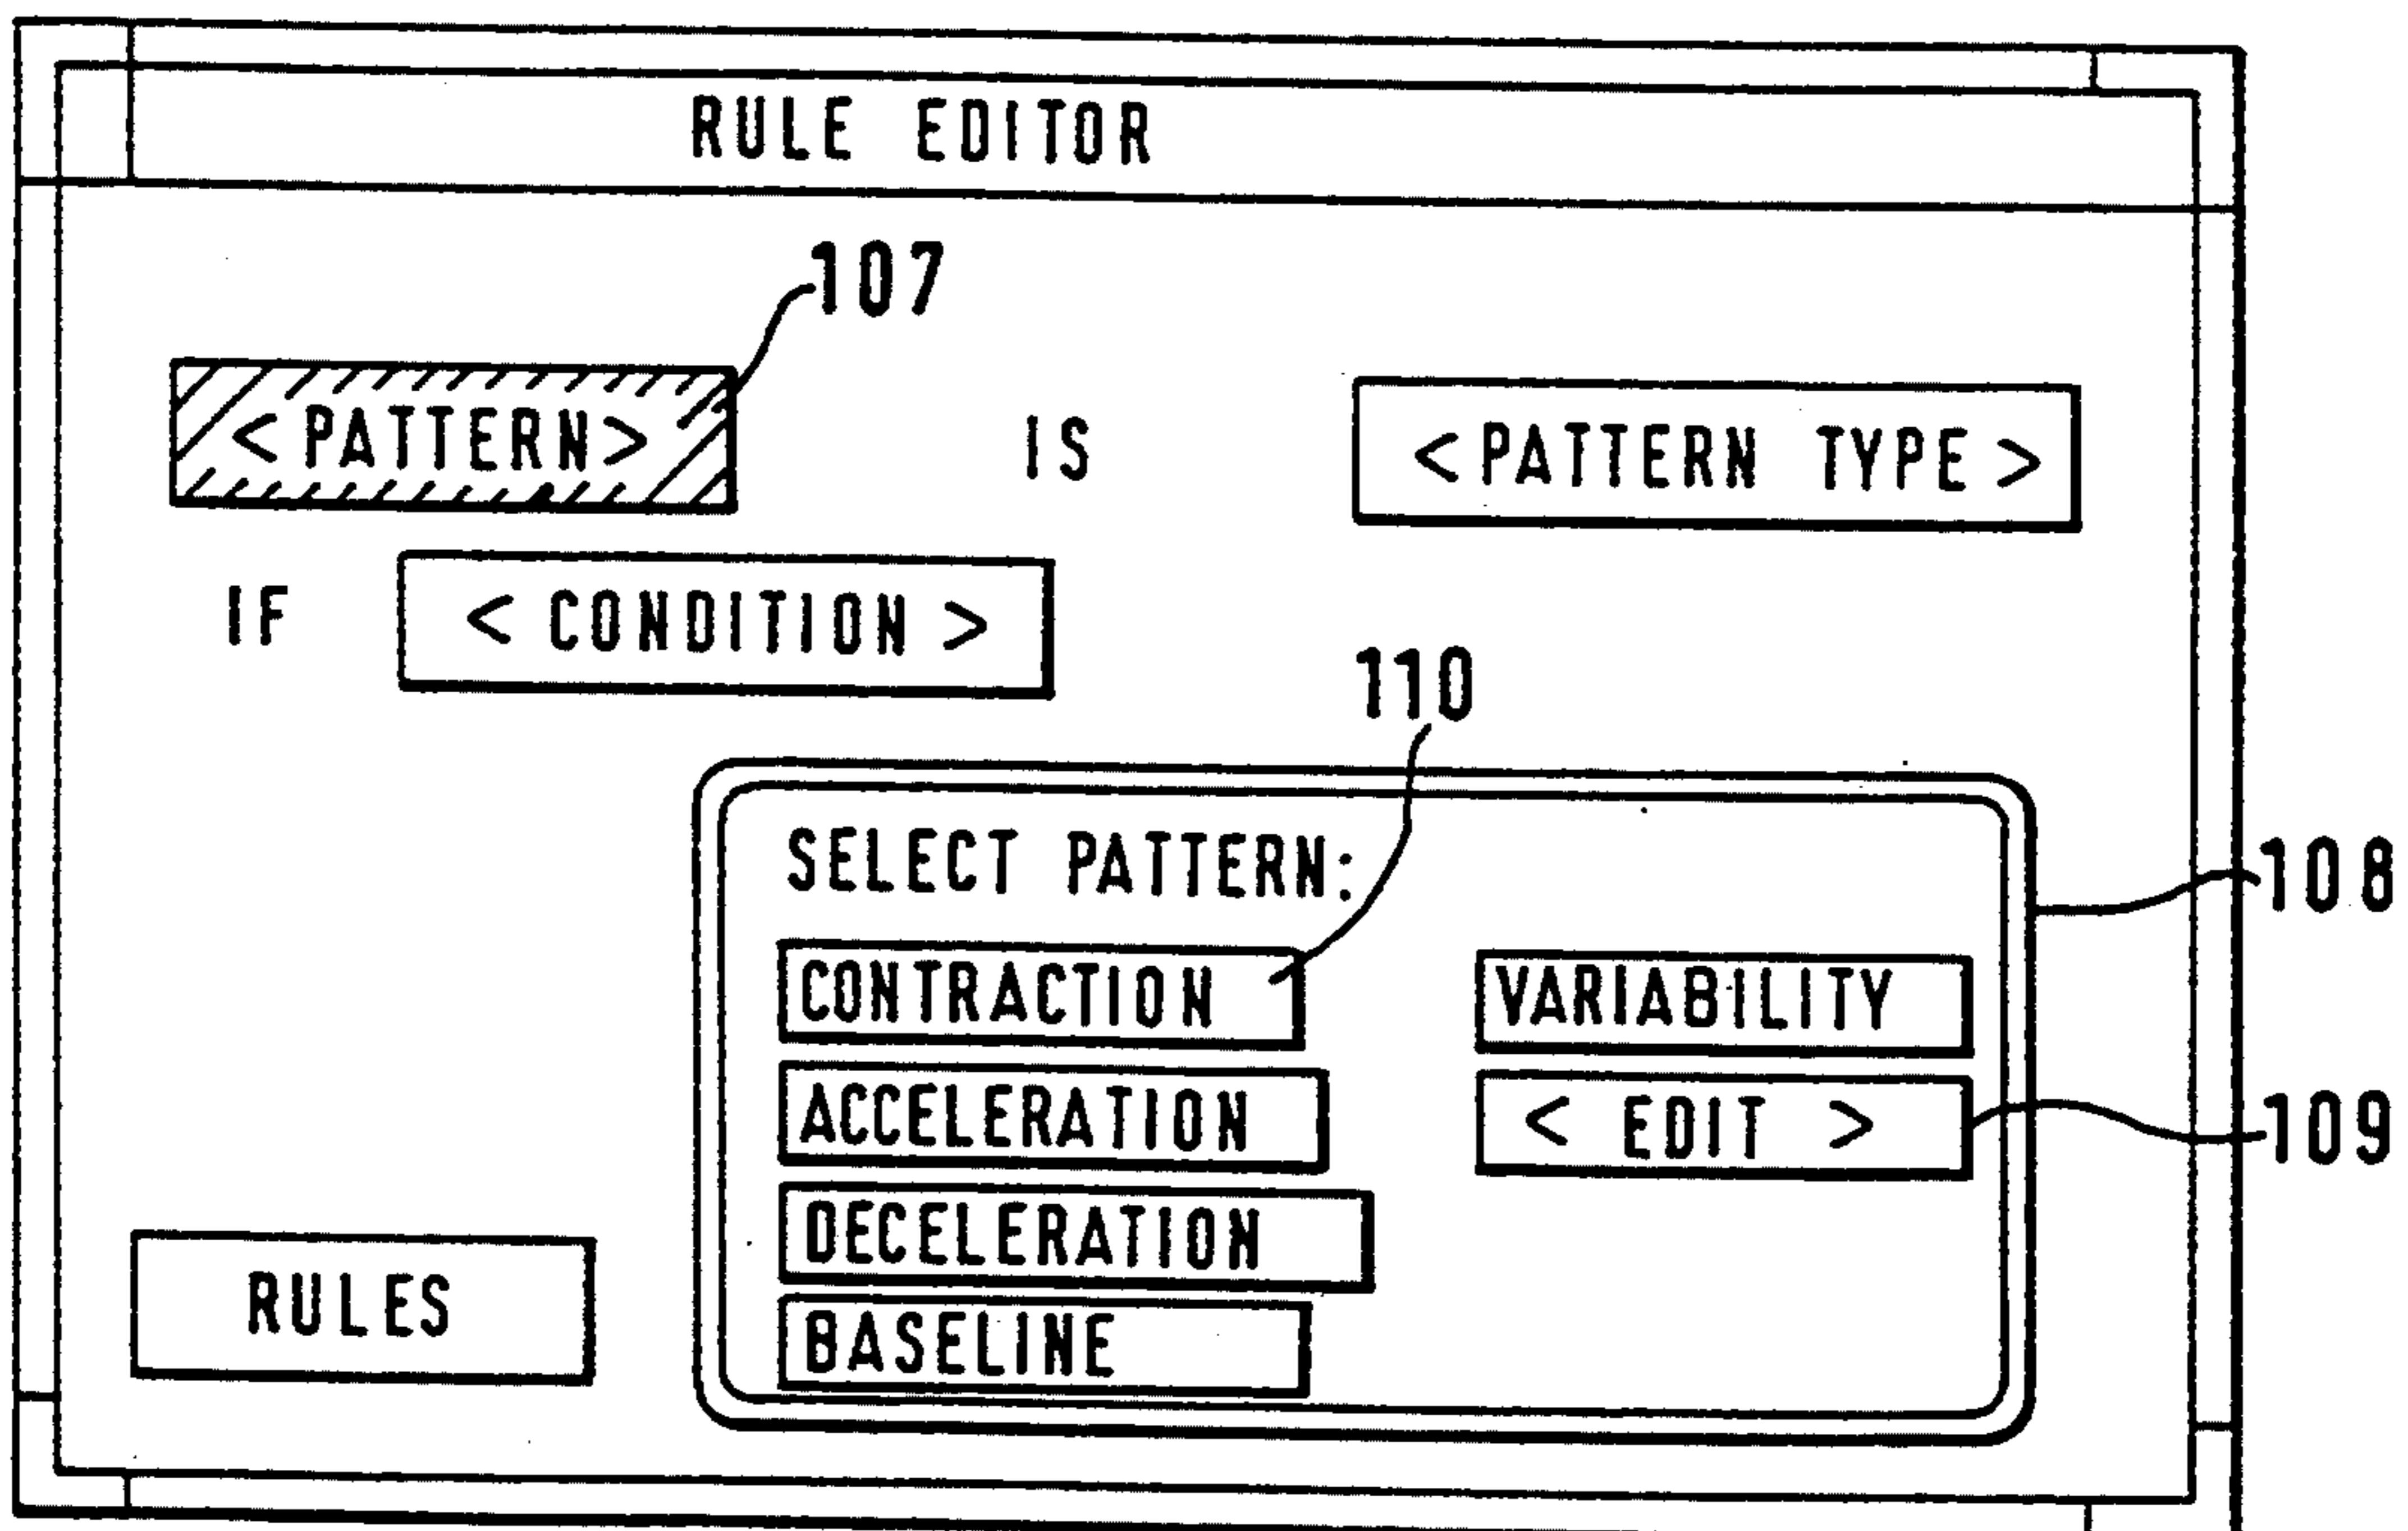 RULE EDITOR
107
<PATTERN> IS <PATTERN TYPE>
IF <CONDITION>
110
SELECT PATTERN:
108
CONTRACTION VARIABILITY
ACCELERATION <EDIT> 109
DECELERATION
RULES BASELINE